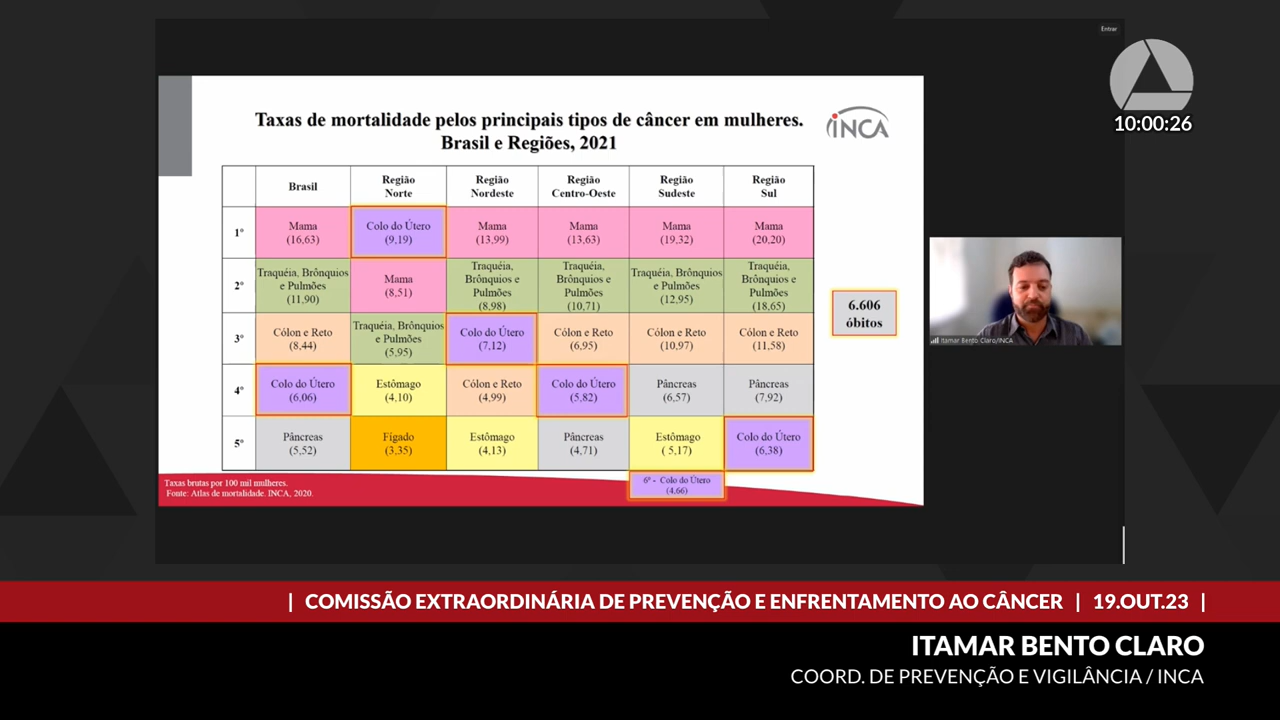 Entrar
10:00:26
Taxas de mortalidade pelos principais tipos de câncer em mulheres.
Brasil e Regiões, 2021
INCA
Brasil
Região
Norte
Região
Nordeste
Região
Centro-Oeste
Região
Sudeste
Região
Sul
1º
Mama
(16,63)
Colo do Útero
(9,19)
Mama
(13,99)
Mama
(13,63)
Mama
(19,32)
Mama
(20,20)
2º
Traquéia, Brônquios
e Pulmões
(11,90)
Mama
(8,51)
Traquéia,
Brônquios e
Pulmões
(8,98)
Traquéia,
Brônquios e
Pulmões
(10,71)
Traquéia, Brônquios
e Pulmões
(12,95)
Traquéia,
Brônquios e
Pulmões
(18,65)
3º
Cólon e Reto
(8,44)
Traquéia, Brônquios
e Pulmões
(5,95)
Colo do Útero
(7,12)
Cólon e Reto
(6,95)
Cólon e Reto
(10,97)
Cólon e Reto
(11,58)
4º
Colo do Útero
(6,06)
Estômago
(4,10)
Cólon e Reto
(4,99)
Colo do Útero
(5,82)
Pâncreas
(6,57)
Pâncreas
(7,92)
5º
Pâncreas
(5,52)
Fígado
(3,35)
Estômago
(4,13)
Pâncreas
(4,71)
Estômago
( 5,17)
Colo do Útero
(6,38)
6º - Colo do Útero
(4,66)
6.606
óbitos
Taxas brutas por 100 mil mulheres.
Fonte: Atlas de mortalidade. INCA, 2020.
Itamar Bento Claro/INCA
| COMISSÃO EXTRAORDINÁRIA DE PREVENÇÃO E ENFRENTAMENTO AO CÂNCER | 19.OUT.23 |
ITAMAR BENTO CLARO
COORD. DE PREVENÇÃO E VIGILÂNCIA / INCA